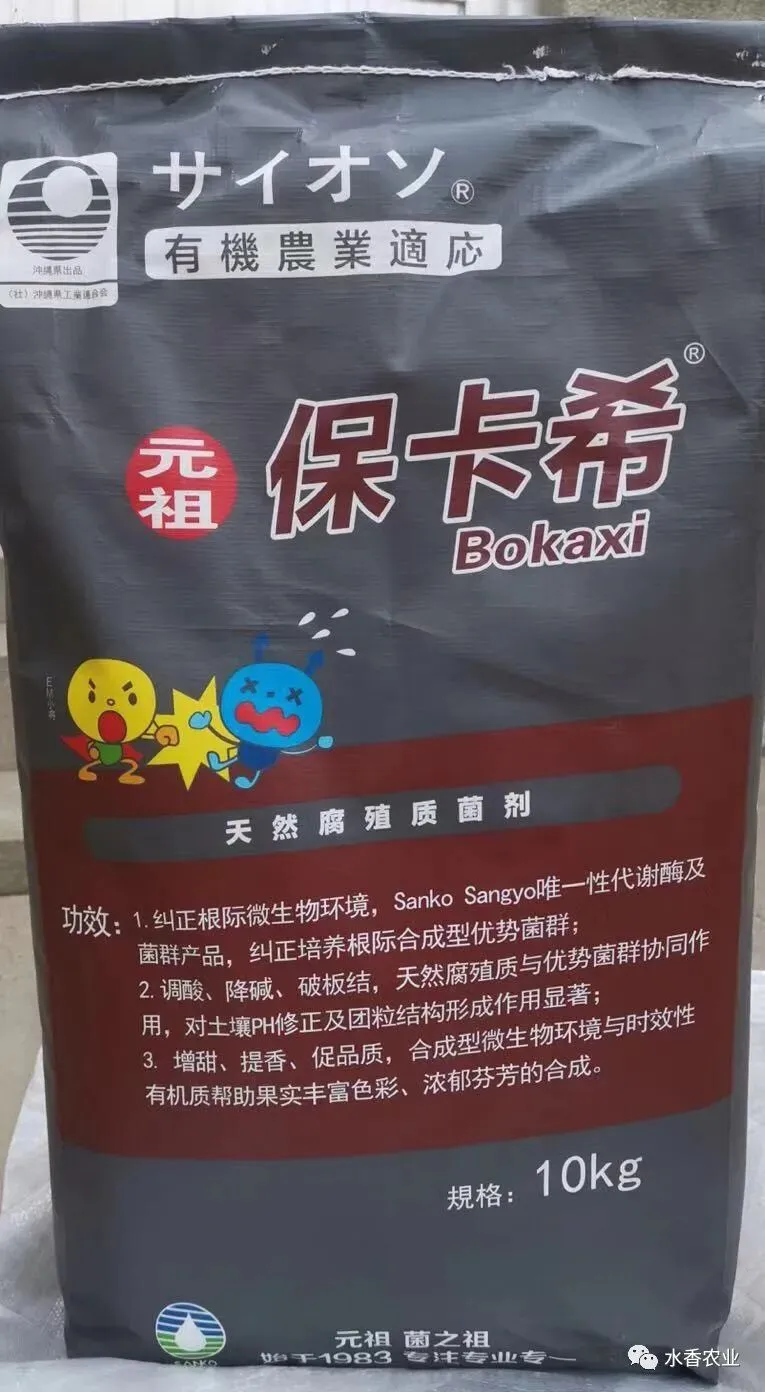 サイオソ®
有機農業適応
沖縄県出品
(社)沖縄県工業連合会
元祖
保卡希®
Bokaxi
天然腐殖质菌剂
功效：1.纠正根际微生物环境，Sanko Sangyo唯一性代谢酶及
菌群产品，纠正培养根际合成型优势菌群；
2.调酸、降碱、破板结，天然腐殖质与优势菌群协同作
用，对土壤PH修正及团粒结构形成作用显著；
3. 增甜、提香、促品质，合成型微生物环境与时效性
有机质帮助果实丰富色彩、浓郁芬芳的合成。
規格：10kg
SANKO
元祖 菌之祖
始于1983 专注专业专一
水香农业